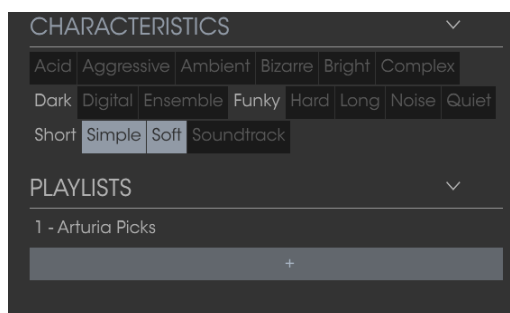 CHARACTERISTICS
Acid Aggressive Ambient Bizarre Bright Complex
Dark Digital Ensemble Funky Hard Long Noise Quiet
Short Simple Soft Soundtrack
PLAYLISTS
1 - Arturia Picks
+